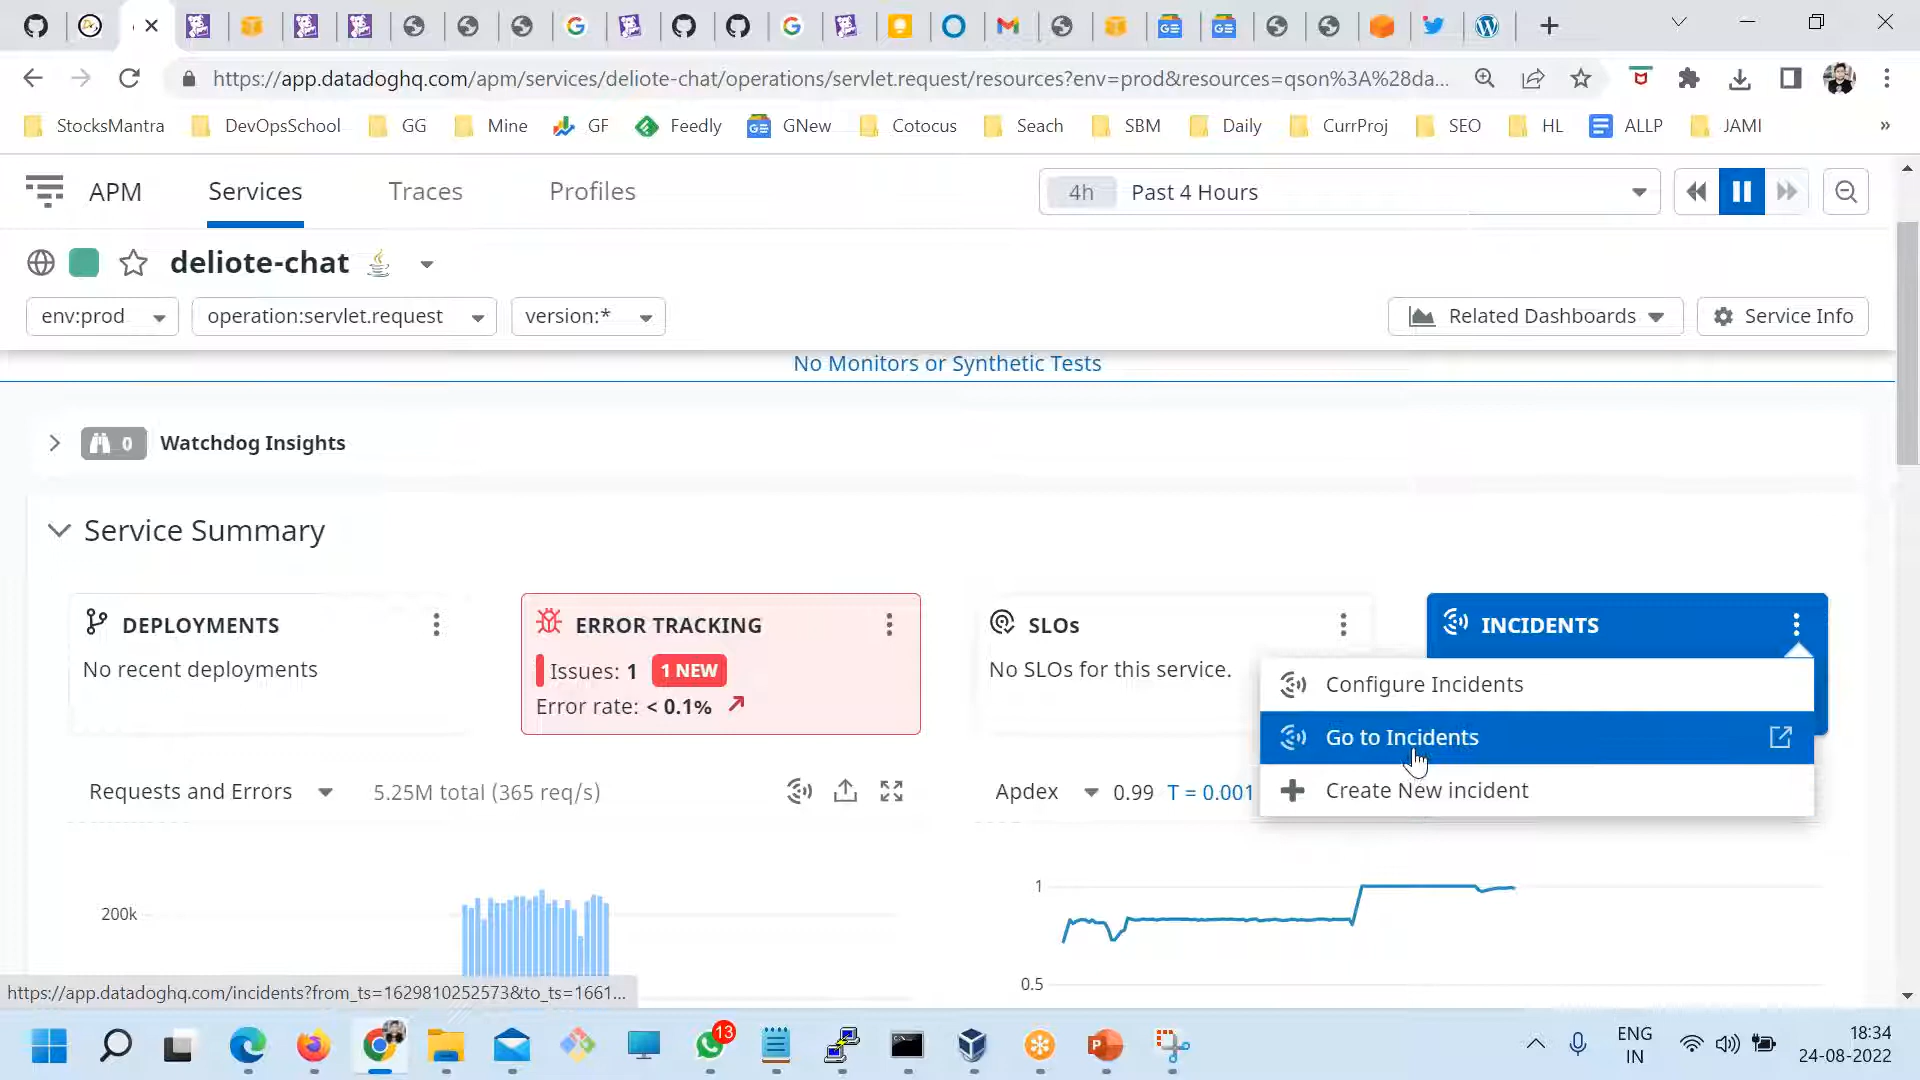 https://app.datadoghq.com/apm/services/deliote-chat/operations/servlet.request/resources?env=prod&resources=qson%3A%28da...
StocksMantra DevOpsSchool GG Mine GF Feedly GE GNew Cotocus Seach SBM Daily CurrProj SEO HL ALLP JAMI »
APM Services Traces Profiles 4h Past 4 Hours
deliote-chat
env:prod operation:servlet.request version:* Related Dashboards Service Info
No Monitors or Synthetic Tests
0 Watchdog Insights
Service Summary
DEPLOYMENTS
No recent deployments
ERROR TRACKING
Issues: 1 1 NEW
Error rate: < 0.1%
SLOs
No SLOs for this service.
INCIDENTS
Configure Incidents
Go to Incidents
Create New incident
Requests and Errors 5.25M total (365 req/s)
Apdex 0.99 T = 0.001
200k
1
0.5
https://app.datadoghq.com/incidents?from_ts=1629810252573&to_ts=1661...
13
ENG
IN
18:34
24-08-2022